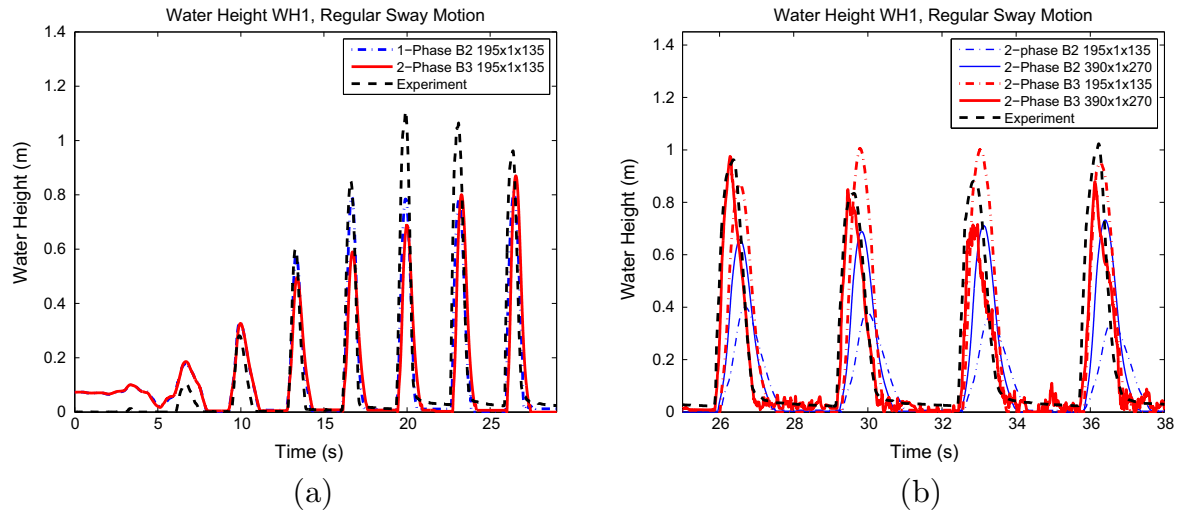 Water Height WH1, Regular Sway Motion
1.4
1.2
1
0.8
0.6
0.4
0.2
0
Water Height (m)
1−Phase B2 195x1x135
2−Phase B3 195x1x135
Experiment
0 5 10 15 20 25
Time (s)
(a)
Water Height WH1, Regular Sway Motion
1.4
1.2
1
0.8
0.6
0.4
0.2
0
Water Height (m)
2−phase B2 195x1x135
2−Phase B2 390x1x270
2−Phase B3 195x1x135
2−Phase B3 390x1x270
Experiment
26 28 30 32 34 36 38
Time (s)
(b)